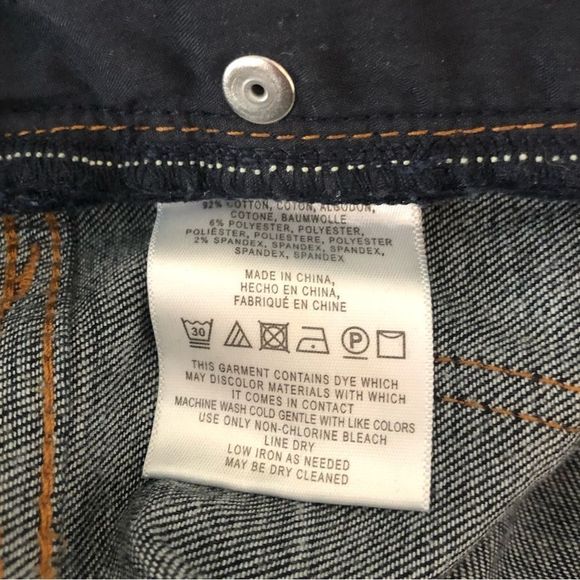 92% COTTON, COTON, ALGODON,
COTONE, BAUMWOLLE
6% POLYESTER, POLYESTER,
POLIÉSTER, POLIESTERE, POLYESTER
2% SPANDEX, SPANDEX, SPANDEX,
SPANDEX, SPANDEX
MADE IN CHINA,
HECHO EN CHINA,
FABRIQUÉ EN CHINE
30 P
THIS GARMENT CONTAINS DYE WHICH
MAY DISCOLOR MATERIALS WITH WHICH
IT COMES IN CONTACT
MACHINE WASH COLD GENTLE WITH LIKE COLORS
USE ONLY NON-CHLORINE BLEACH
LINE DRY
LOW IRON AS NEEDED
MAY BE DRY CLEANED